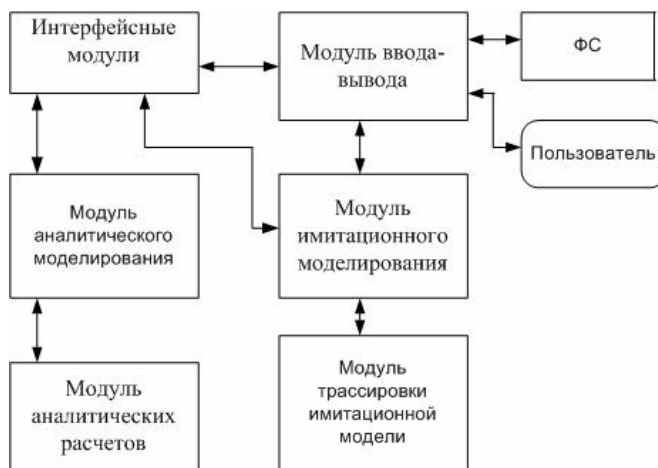 Интерфейсные
модули
Модуль ввода-
вывода
ФС
Пользователь
Модуль
аналитического
моделирования
Модуль
имитационного
моделирования
Модуль
аналитических
расчетов
Модуль
трассировки
имитационной
модели